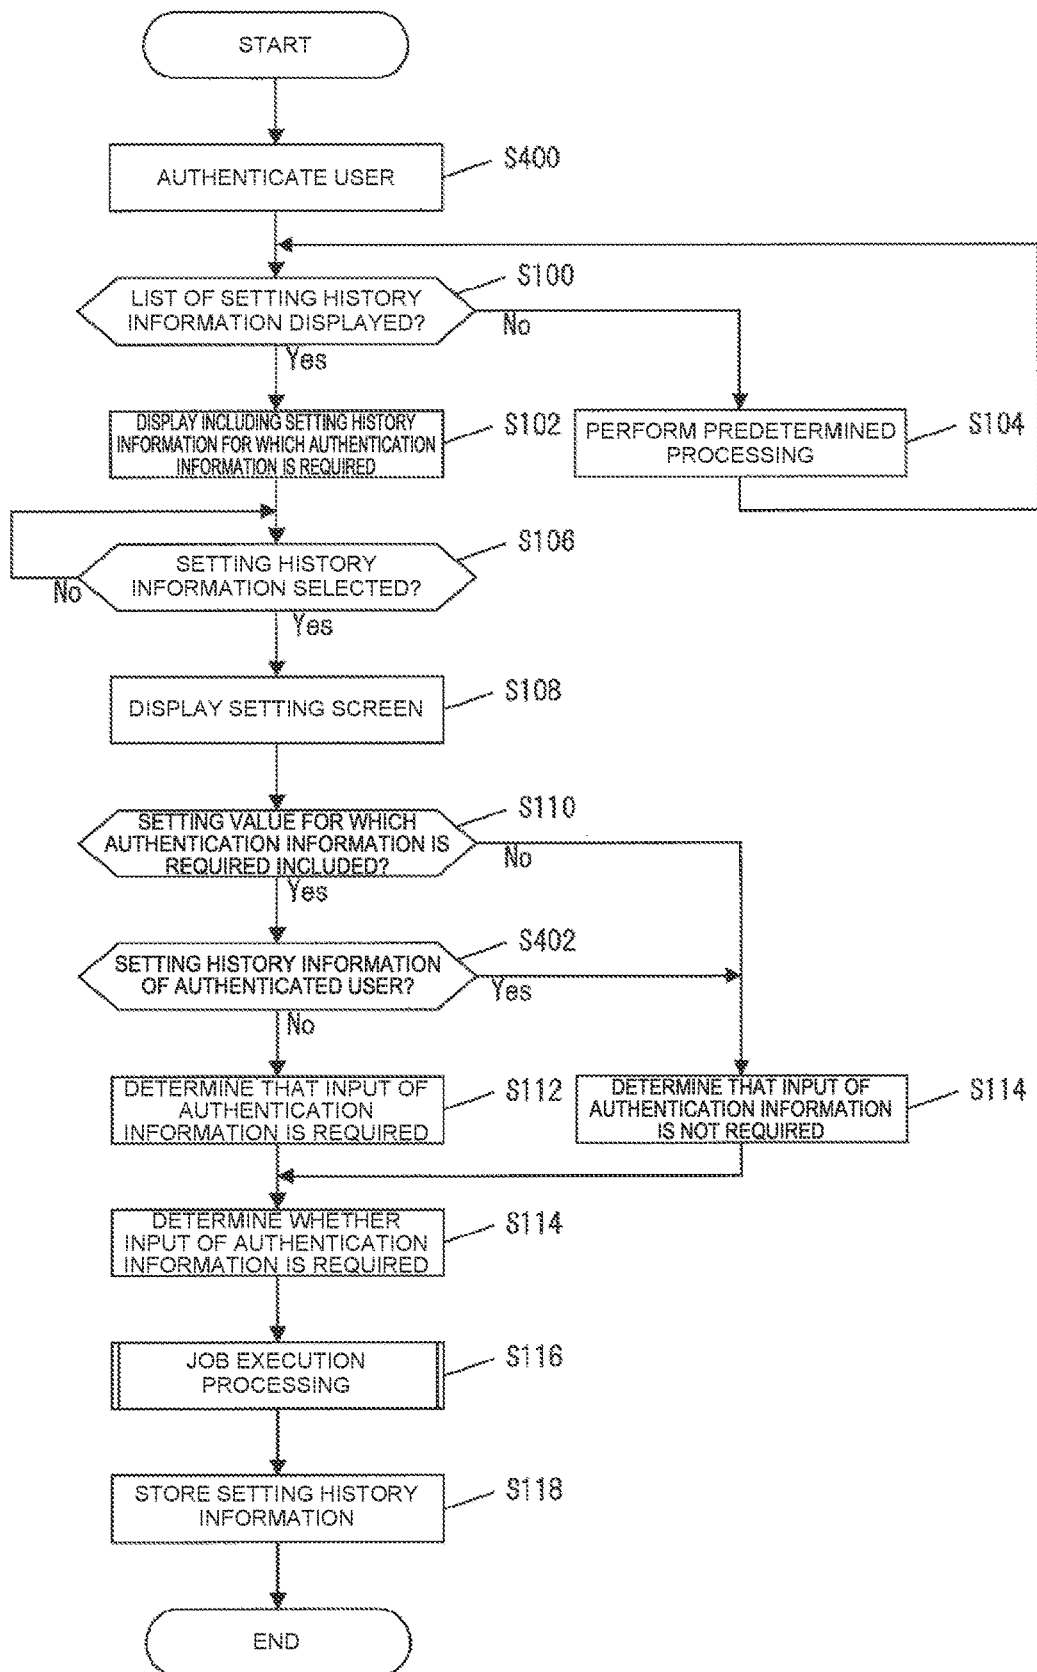 START
AUTHENTICATE USER
S400
LIST OF SETTING HISTORY
INFORMATION DISPLAYED?
S100
No
Yes
DISPLAY INCLUDING SETTING HISTORY
INFORMATION FOR WHICH AUTHENTICATION
INFORMATION IS REQUIRED
S102
PERFORM PREDETERMINED
PROCESSING
S104
SETTING HISTORY
INFORMATION SELECTED?
S106
No
Yes
DISPLAY SETTING SCREEN
S108
SETTING VALUE FOR WHICH
AUTHENTICATION INFORMATION IS
REQUIRED INCLUDED?
S110
No
Yes
SETTING HISTORY INFORMATION
OF AUTHENTICATED USER?
S402
Yes
No
DETERMINE THAT INPUT OF
AUTHENTICATION
INFORMATION IS REQUIRED
S112
DETERMINE THAT INPUT OF
AUTHENTICATION INFORMATION
IS NOT REQUIRED
S114
DETERMINE WHETHER
INPUT OF AUTHENTICATION
INFORMATION IS REQUIRED
S114
JOB EXECUTION
PROCESSING
S116
STORE SETTING HISTORY
INFORMATION
S118
END